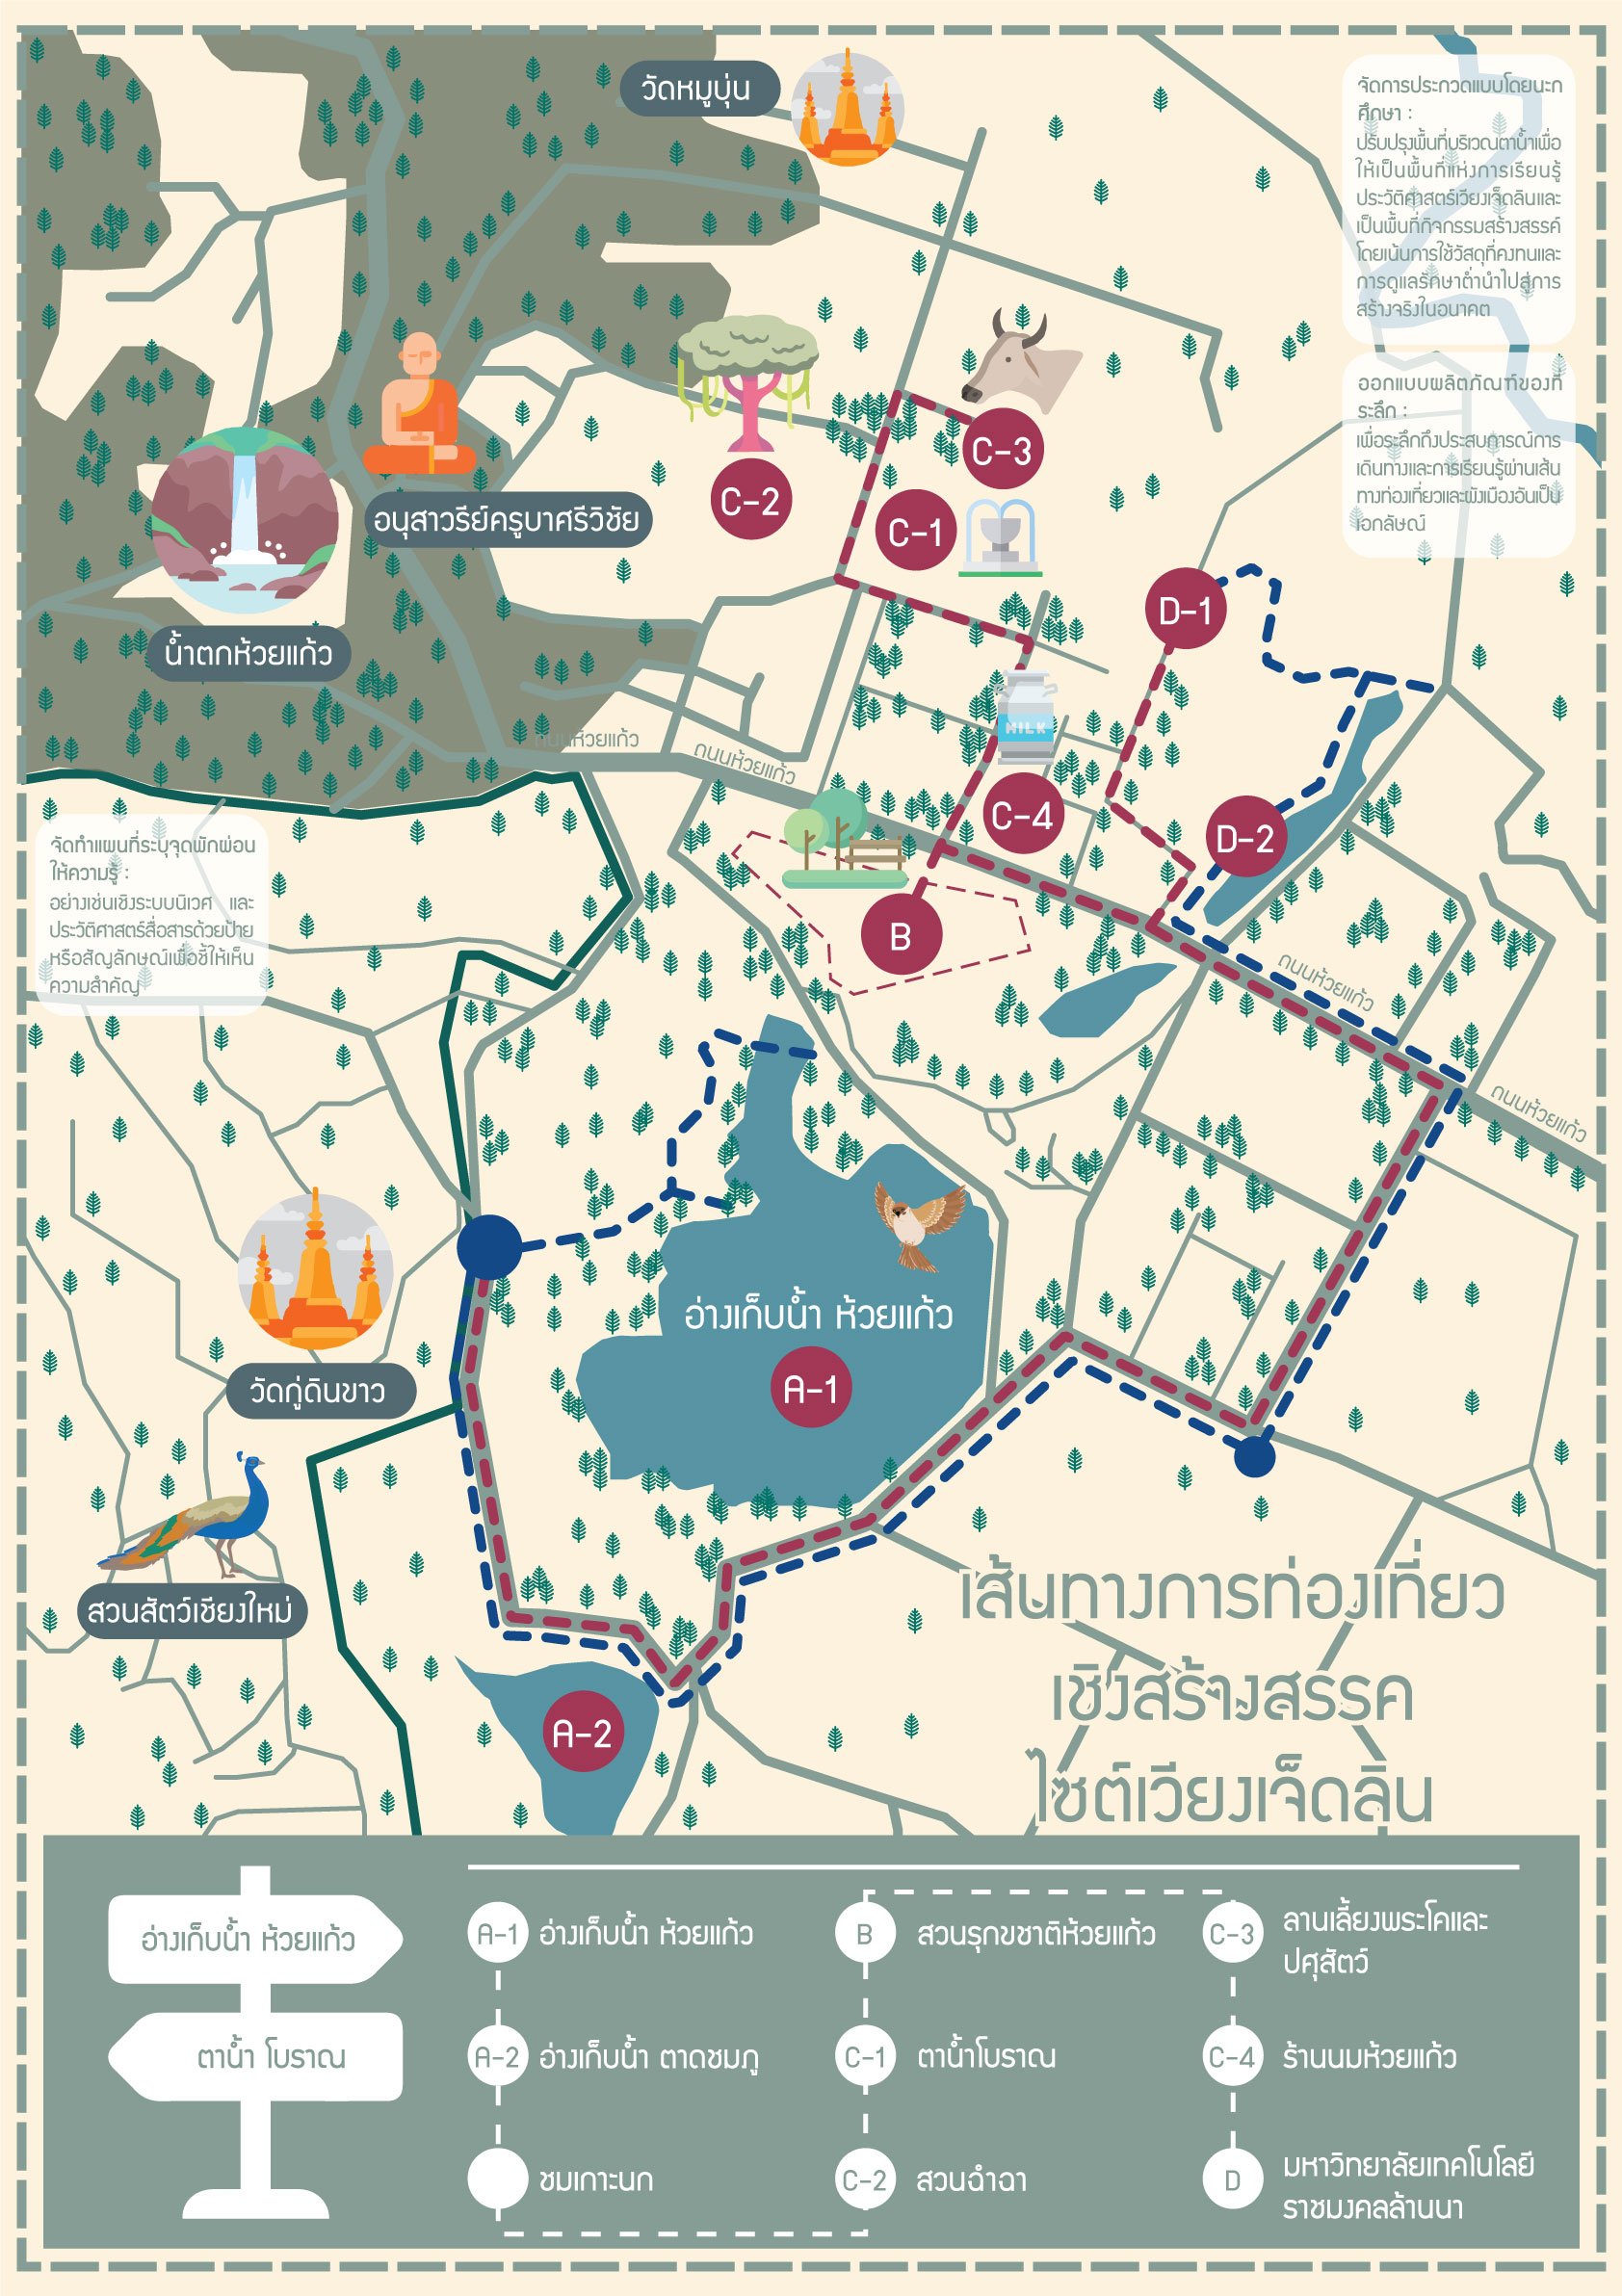 วัดหมูบุ่น
จัดการประกวดแบบโดยนะก
ศึกษา :
ปรับปรุงพื้นที่บริเวณตาน้ำเพื่อ
ให้เป็นพื้นที่แห่งการเรียนรู้
ประวัติศาสตร์เวียงเจ็ดลินและ
เป็นพื้นที่กิจกรรมสร้างสรรค์
โดยเน้นการใช้วัสดุที่คงทนและ
การดูแลรักษาต่ำนำไปสู่การ
สร้างจริงในอนาคต
ออกแบบผลิตภัณฑ์ของที่
ระลึก :
เพื่อระลึกถึงประสบการณ์การ
เดินทางและการเรียนรู้ผ่านเส้น
ทางท่องเที่ยวและผังเมืองอันเป็น
เอกลัษณ์
C-3
C-2
C-1
อนุสาวรีย์ครูบาศรีวิชัย
D-1
น้ำตกห้วยแก้ว
MILK
ถนนห้วยแก้ว
ถนนห้วยแก้ว
C-4
D-2
จัดทำแผนที่ระบุจุดพักผ่อน
ให้ความรู้ :
อย่างเช่นเชิงระบบนิเวศ และ
ประวัติศาสตร์สื่อสารด้วยป้าย
หรือสัญลักษณ์เพื่อชี้ให้เห็น
ความสำคัญ
B
ถนนห้วยแก้ว
ถนนห้วยแก้ว
อ่างเก็บน้ำ ห้วยแก้ว
A-1
วัดกู่ดินขาว
สวนสัตว์เชียงใหม่
A-2
เส้นทางการท่องเที่ยว
เชิงสร้างสรรค
ไซต์เวียงเจ็ดลิน
อ่างเก็บน้ำ ห้วยแก้ว
ตาน้ำ โบราณ
A-1 อ่างเก็บน้ำ ห้วยแก้ว
A-2 อ่างเก็บน้ำ ตาดชมภู
ชมเกาะนก
B สวนรุกขชาติห้วยแก้ว
C-1 ตาน้ำโบราณ
C-2 สวนฉำฉา
C-3 ลานเลี้ยงพระโคและ
ปศุสัตว์
C-4 ร้านนมห้วยแก้ว
D มหาวิทยาลัยเทคโนโลยี
ราชมงคลล้านนา